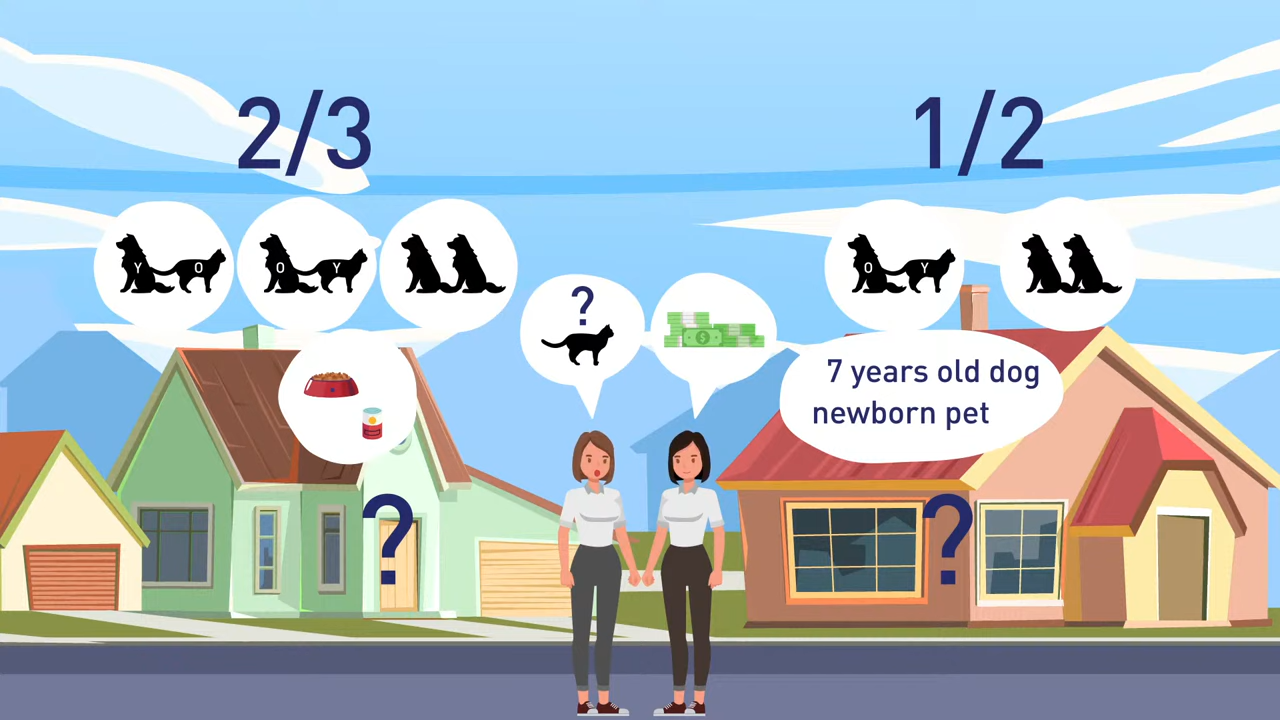 2/3
1/2
Y O
O Y
O Y
?
$
7 years old dog
newborn pet
?
?